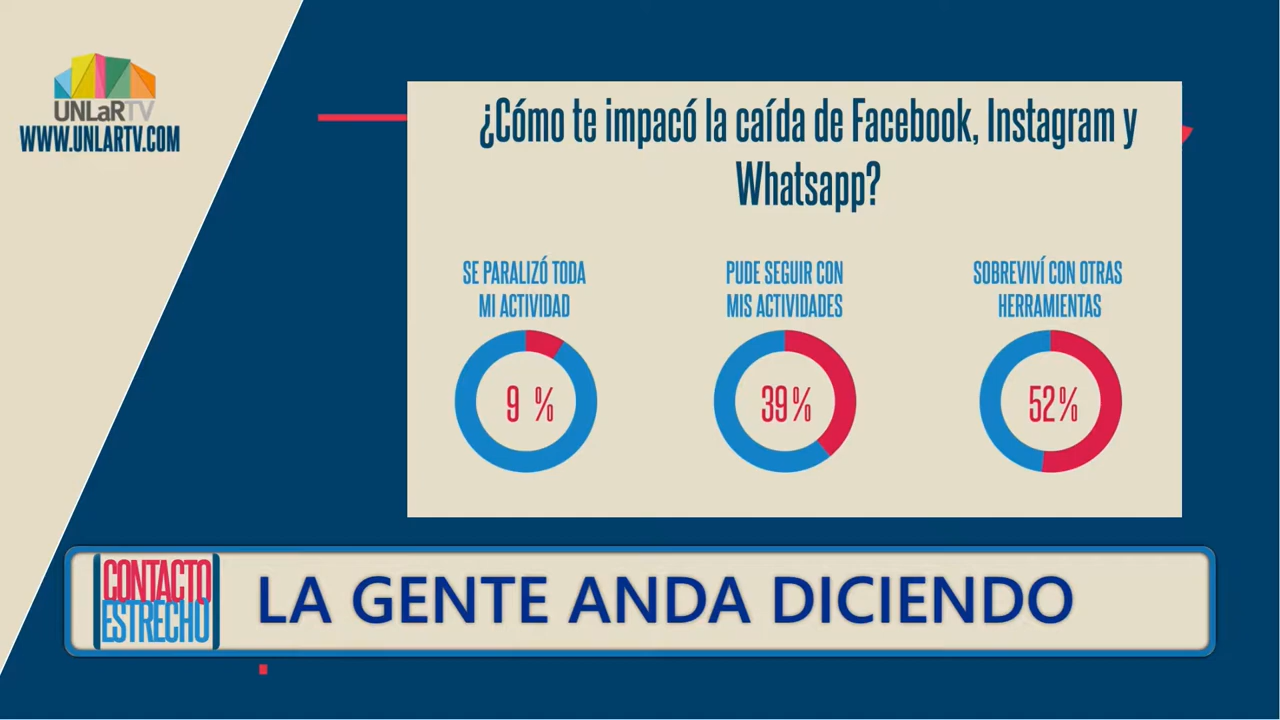 UNLaRTV
WWW.UNLARTV.COM
¿Cómo te impacó la caída de Facebook, Instagram y
Whatsapp?
SE PARALIZÓ TODA
MI ACTIVIDAD
9 %
PUDE SEGUIR CON
MIS ACTIVIDADES
39%
SOBREVIVÍ CON OTRAS
HERRAMIENTAS
52%
CONTACTO
ESTRECHO
LA GENTE ANDA DICIENDO